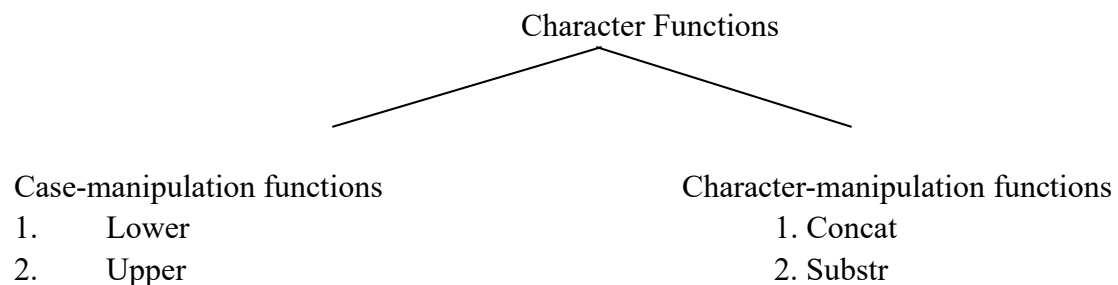 Character Functions
Case-manipulation functions
1. Lower
2. Upper
Character-manipulation functions
1. Concat
2. Substr